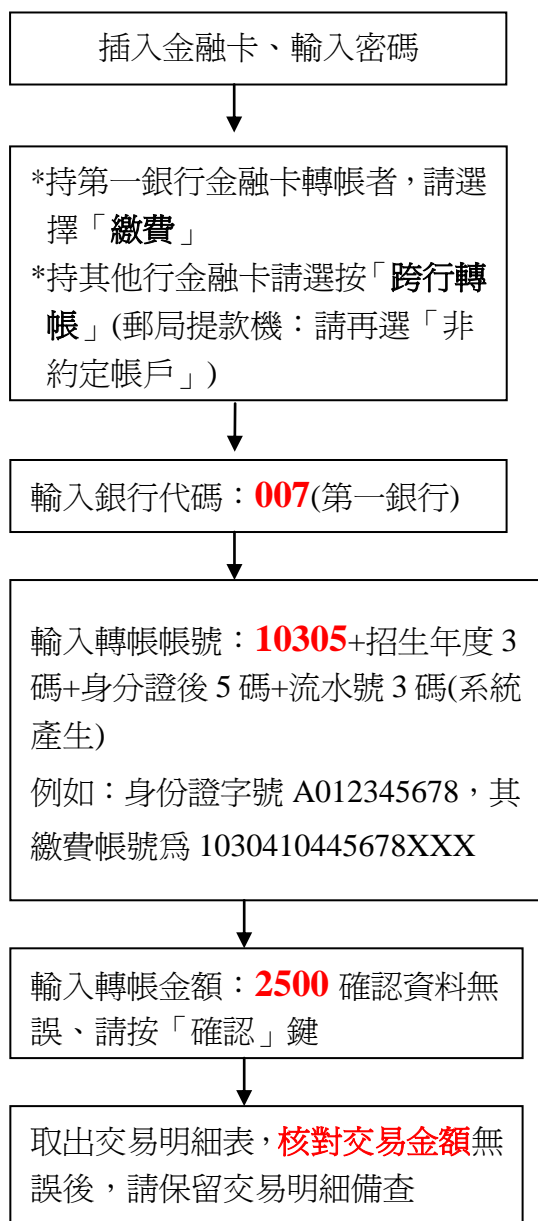 插入金融卡、輸入密碼
*持第一銀行金融卡轉帳者，請選
擇「繳費」
*持其他行金融卡請選按「跨行轉
帳」(郵局提款機：請再選「非
約定帳戶」)
輸入銀行代碼：007(第一銀行)
輸入轉帳帳號：10305+招生年度 3
碼+身分證後 5 碼+流水號 3 碼(系統
產生)
例如：身份證字號 A012345678，其
繳費帳號為 1030410445678XXX
輸入轉帳金額：2500 確認資料無
誤、請按「確認」鍵
取出交易明細表，核對交易金額無
誤後，請保留交易明細備查